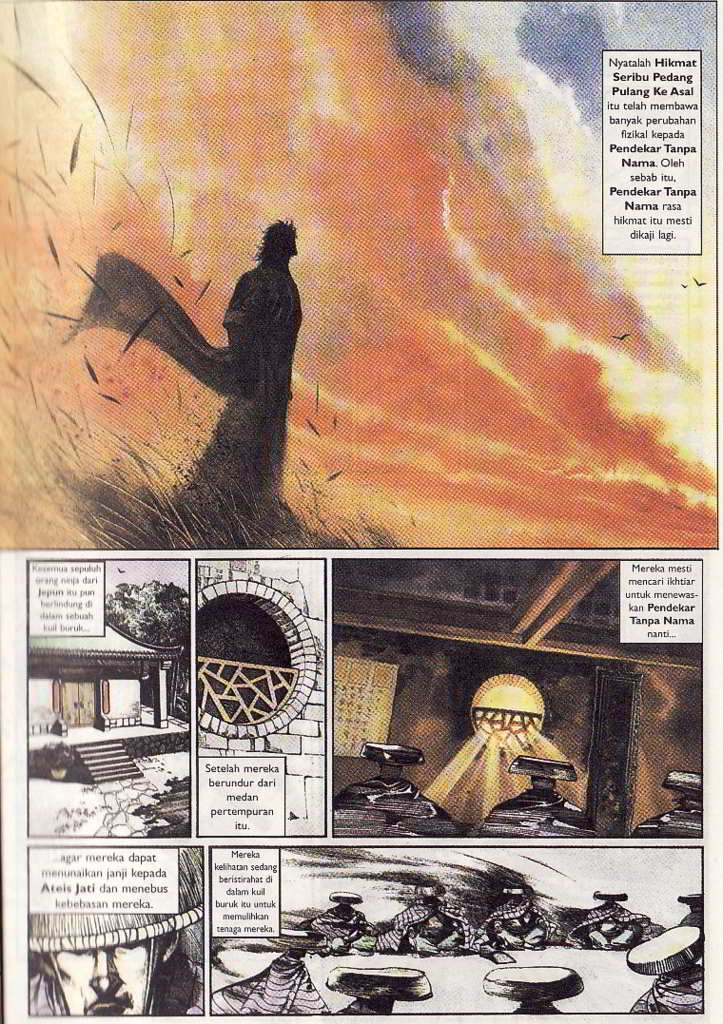 Nyatalah Hikmat
Seribu Pedang
Pulang Ke Asal
itu telah membawa
banyak perubahan
fizikal kepada
Pendekar Tanpa
Nama. Oleh
sebab itu,
Pendekar Tanpa
Nama rasa
hikmat itu mesti
dikaji lagi.
Kesemua sepuluh
orang ninja dari
Jepun itu pun
berlindung di
dalam sebuah
kuil buruk...
Setelah mereka
berundur dari
medan
pertempuran
itu.
Mereka mesti
mencari ikhtiar
untuk menewas-
kan Pendekar
Tanpa Nama
nanti...
...agar mereka dapat
menunaikan janji kepada
Ateis Jati dan menebus
kebebasan mereka.
Mereka
kelihatan sedang
beristirahat di
dalam kuil
buruk itu untuk
memulihkan
tenaga mereka.